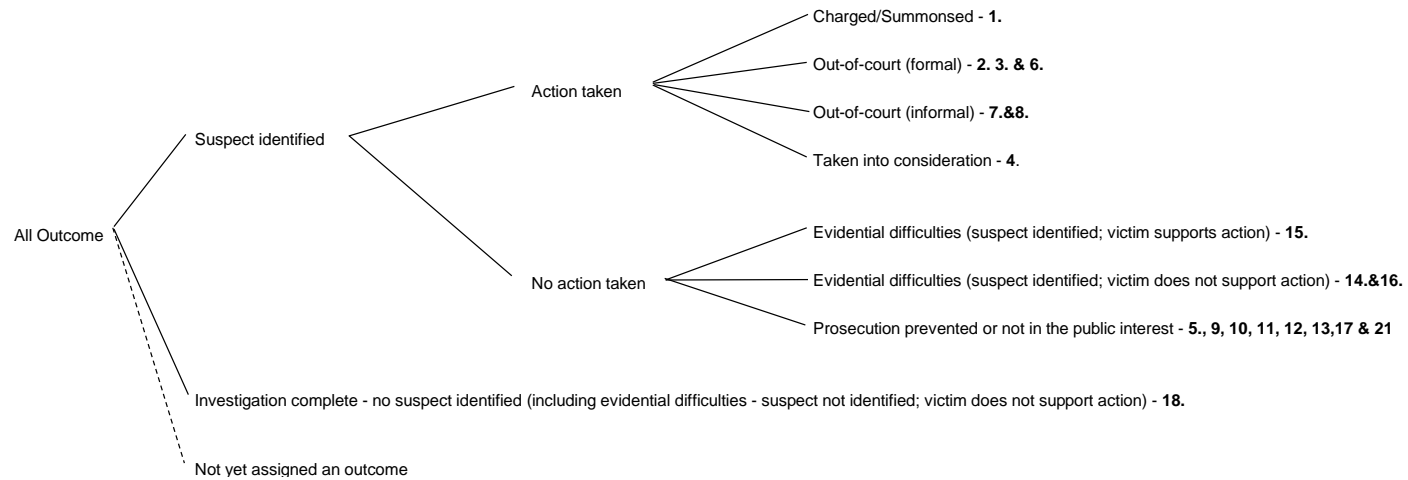 Charged/Summonsed - 1.
Out-of-court (formal) - 2. 3. & 6.
Action taken
Out-of-court (informal) - 7.&8.
Suspect identified
Taken into consideration - 4.
All Outcome
Evidential difficulties (suspect identified; victim supports action) - 15.
No action taken
Evidential difficulties (suspect identified; victim does not support action) - 14.&16.
Prosecution prevented or not in the public interest - 5., 9, 10, 11, 12, 13,17 & 21
Investigation complete - no suspect identified (including evidential difficulties - suspect not identified; victim does not support action) - 18.
Not yet assigned an outcome